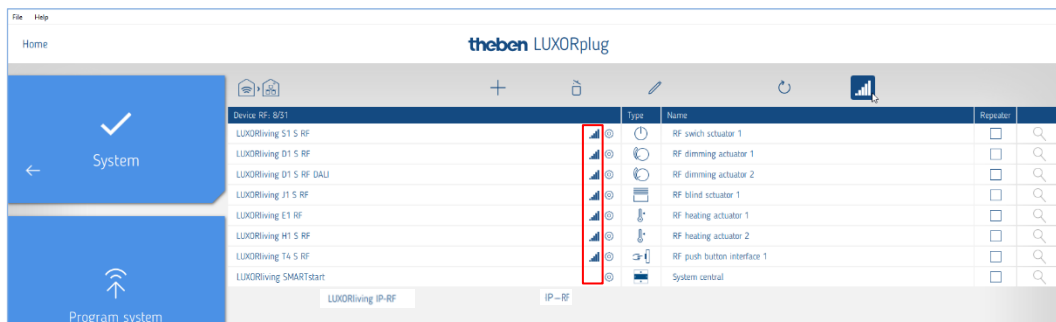 File Help
Home
theben LUXORplug
Device RF: 8/31 Type Name Repeater
LUXORliving S1 S RF RF swich sctuator 1
LUXORliving D1 S RF RF dimming actuator 1
LUXORliving D1 S RF DALI RF dimming actuator 2
LUXORliving J1 S RF RF blind sctuator 1
LUXORliving E1 RF RF heating actuator 1
LUXORliving H1 S RF RF heating actuator 2
LUXORliving T4 S RF RF push button interface 1
LUXORliving SMARTstart System central
LUXORliving IP-RF IP-RF
System
Program system